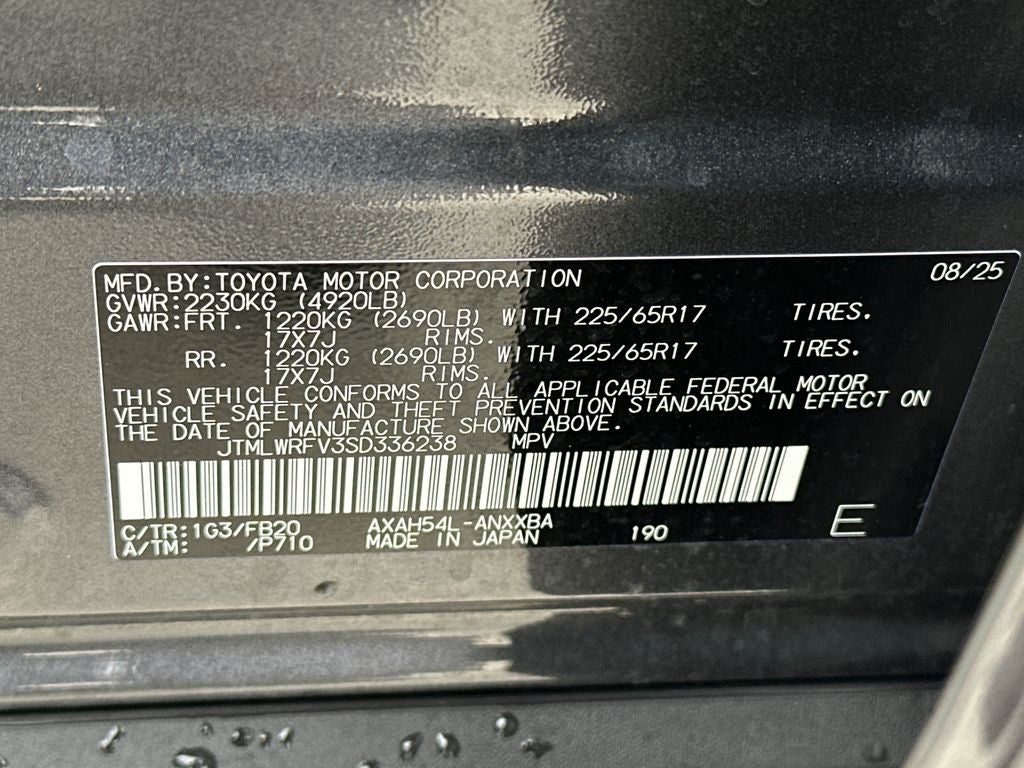 MFD.BY:TOYOTA MOTOR CORPORATION 08/25
GVWR:2230KG (4920LB)
GAWR:FRT. 1220KG (2690LB) WITH 225/65R17 TIRES.
17X7J RIMS.
RR. 1220KG (2690LB) WITH 225/65R17 TIRES.
17X7J RIMS.
THIS VEHICLE CONFORMS TO ALL APPLICABLE FEDERAL MOTOR
VEHICLE SAFETY AND THEFT PREVENTION STANDARDS IN EFFECT ON
THE DATE OF MANUFACTURE SHOWN ABOVE.
JTMLWRFV3SD336238 MPV
C/TR:1G3/FB20 AXAH54L-ANXXBA
A/TM: /P710 MADE IN JAPAN 190 E